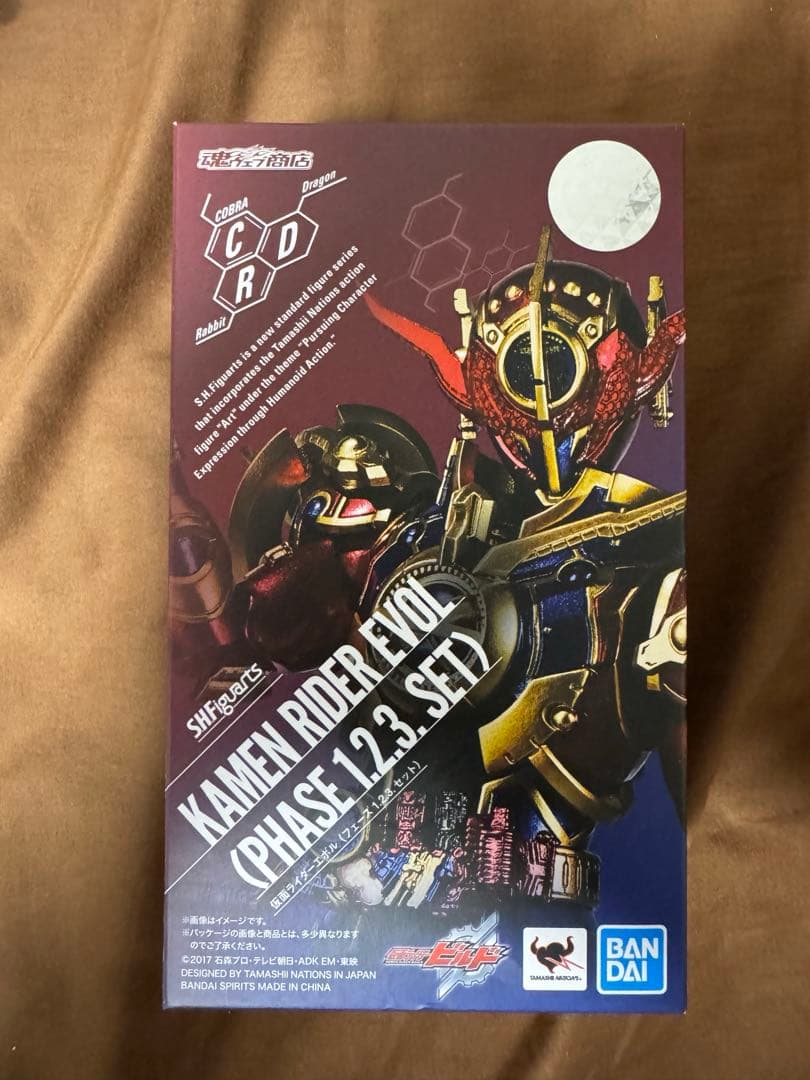 魂ウェブ商店
COBRA
Dragon
C
D
R
Rabbit
S.H.Figuarts is a new standard figure series
that incorporates the Tamashii Nations action
figure "Art" under the theme "Pursuing Character
Expression through Humanoid Action."
S.H.Figuarts
KAMEN RIDER EVOL
(PHASE 1.2.3. SET)
仮面ライダーエボル (フェーズ1.2.3.セット)
※画像はイメージです。
※パッケージの画像と商品とは、多少異なります
のでご了承ください。
©2017 石森プロ・テレビ朝日・ADK EM・東映
DESIGNED BY TAMASHII NATIONS IN JAPAN
BANDAI SPIRITS MADE IN CHINA
仮面ライダー
ビルド
TAMASHII NATIONS
BAN
DAI